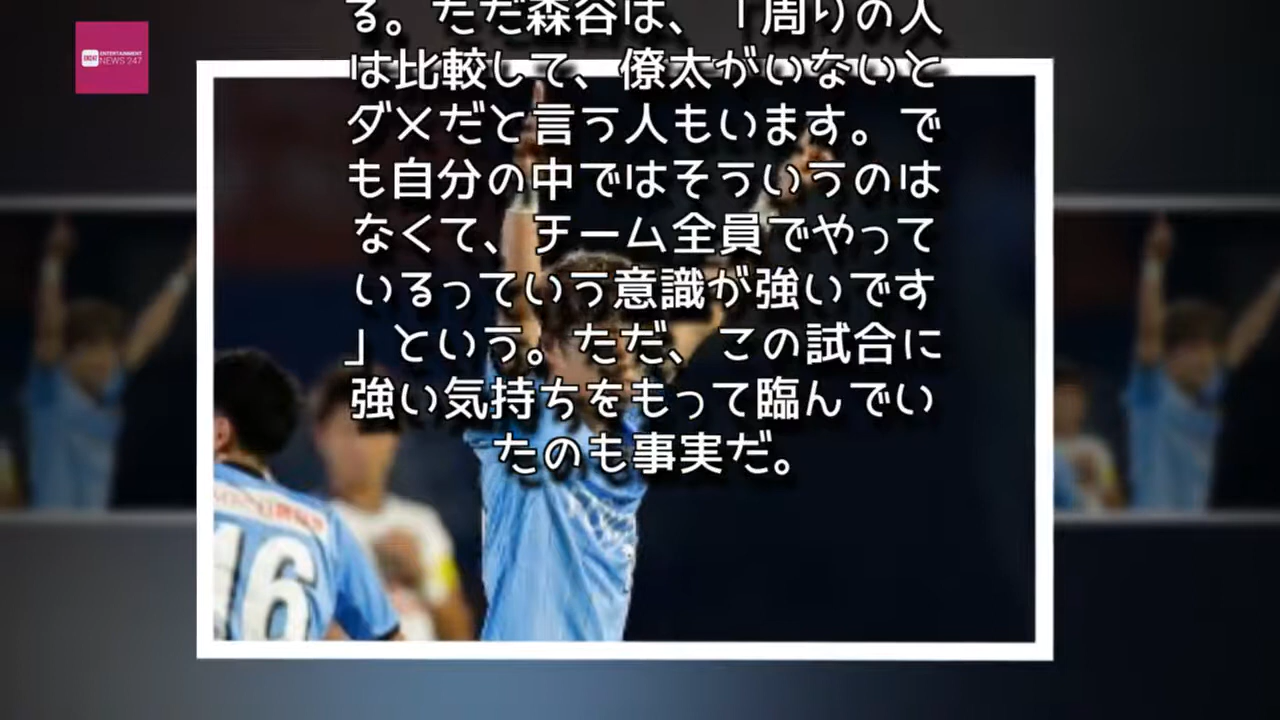 る。ただ森谷は、「周りの人
は比較して、僚太がいないと
ダメだと言う人もいます。で
も自分の中ではそういうのは
なくて、チーム全員でやって
いるっていう意識が強いです
」という。ただ、この試合に
強い気持ちをもって臨んでい
たのも事実だ。
ENTERTAINMENT
NEWS 247
16